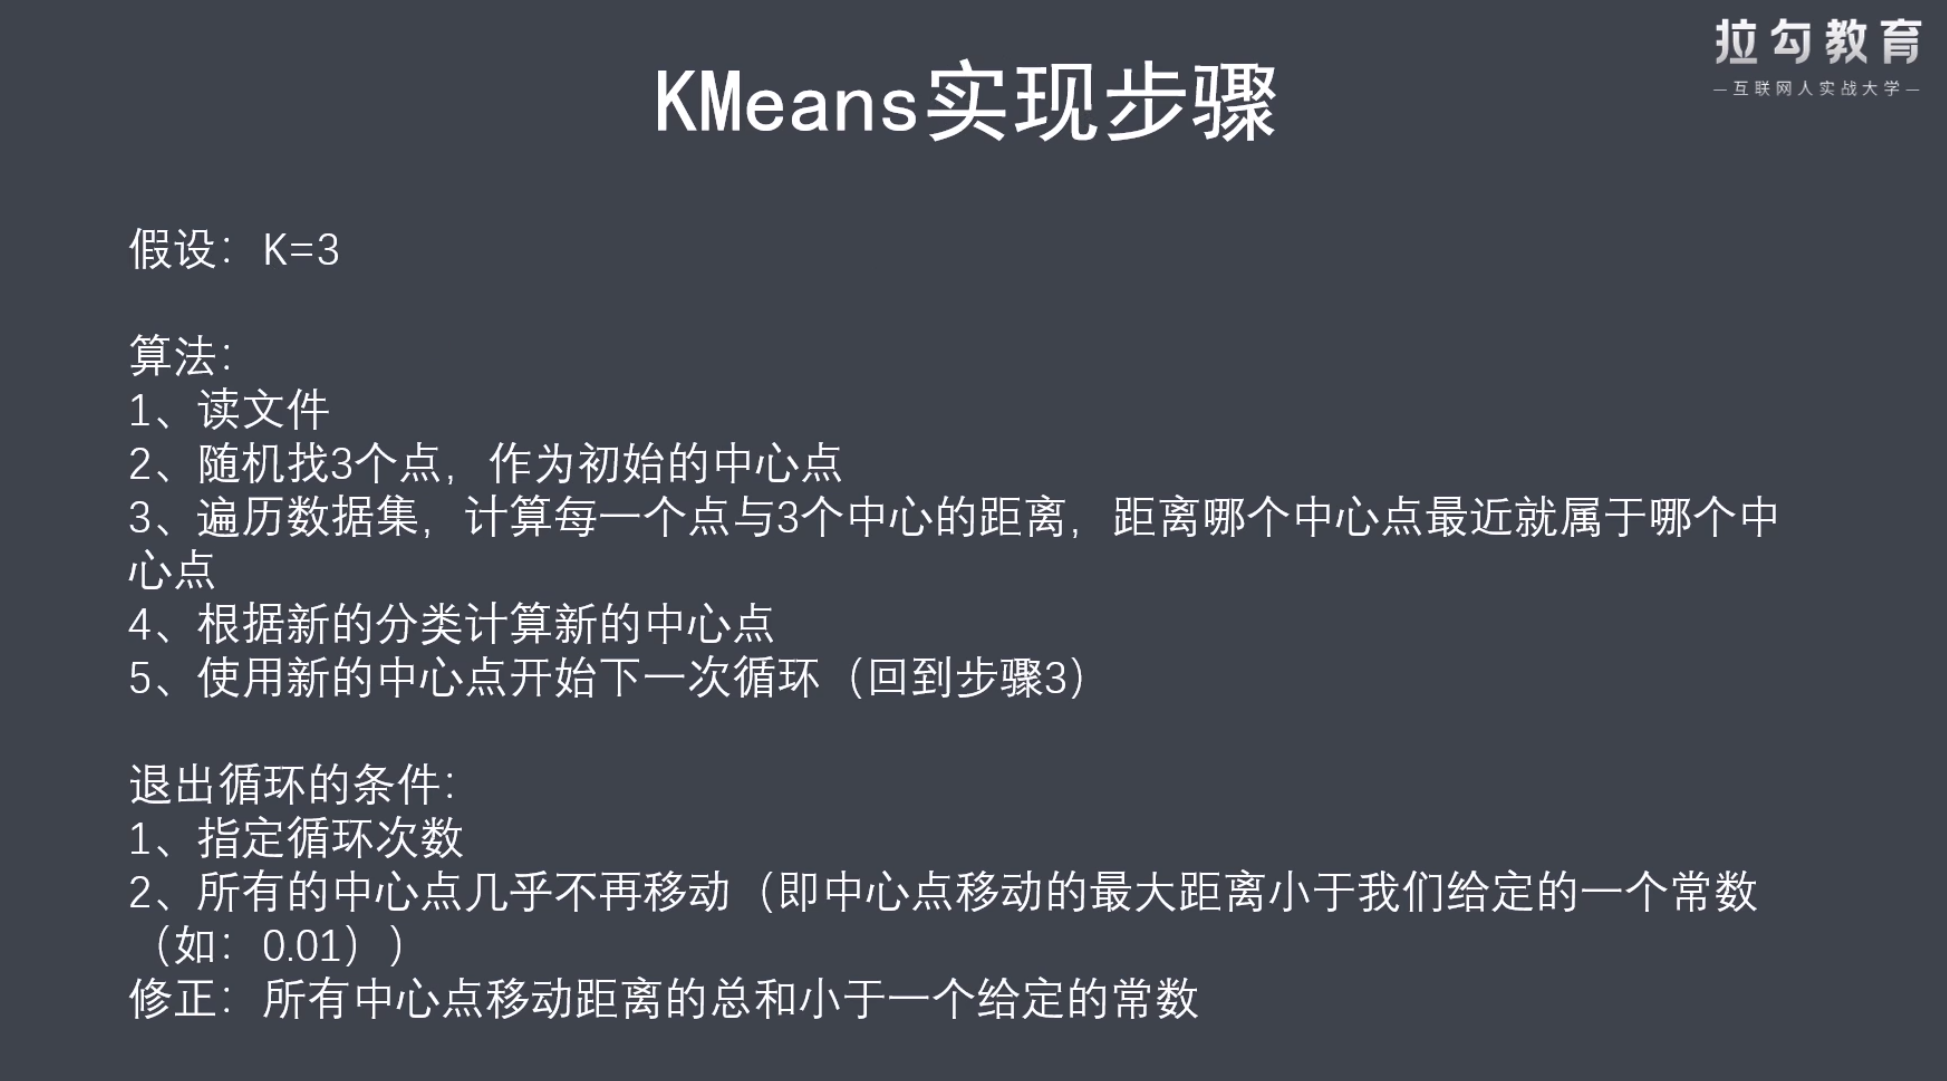 拉勾教育
—互联网人实战大学—
KMeans实现步骤
假设：K=3
算法：
1、读文件
2、随机找3个点，作为初始的中心点
3、遍历数据集，计算每一个点与3个中心的距离，距离哪个中心点最近就属于哪个中
心点
4、根据新的分类计算新的中心点
5、使用新的中心点开始下一次循环（回到步骤3）
退出循环的条件：
1、指定循环次数
2、所有的中心点几乎不再移动（即中心点移动的最大距离小于我们给定的一个常数
（如：0.01））
修正：所有中心点移动距离的总和小于一个给定的常数